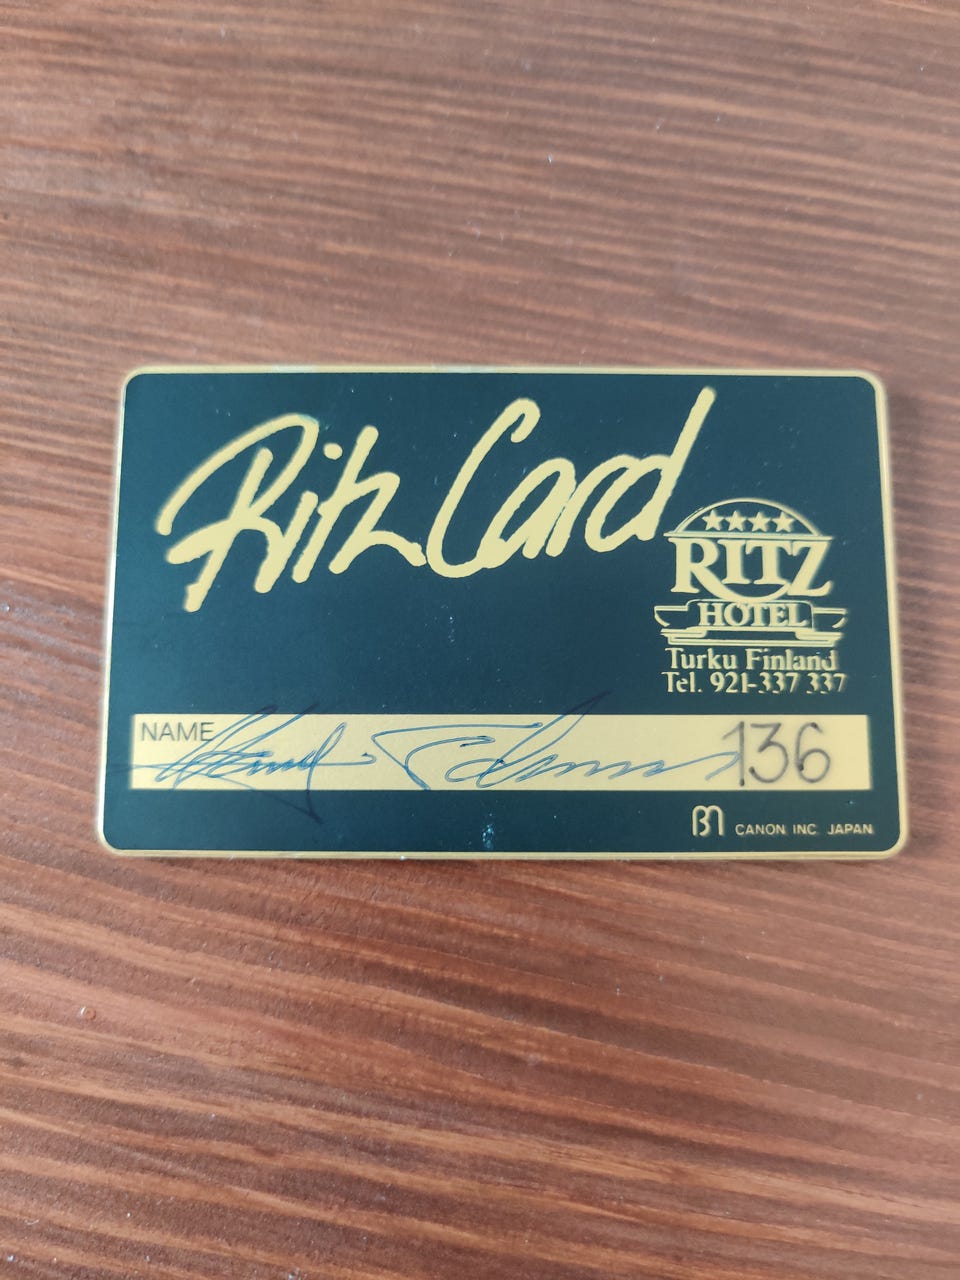 Ritz Card
RITZ
HOTEL
Turku Finland
Tel. 921-337 337
NAME 136
CANON INC. JAPAN